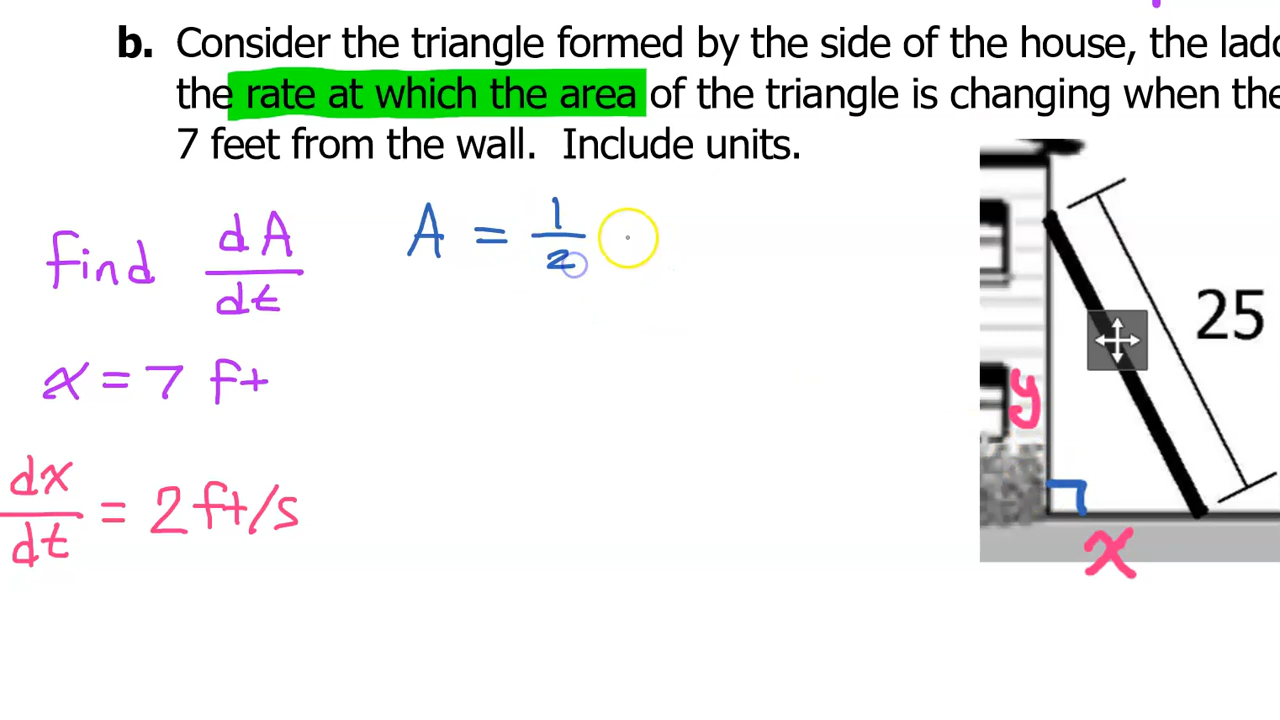 b. Consider the triangle formed by the side of the house, the
the rate at which the area of the triangle is changing when the
7 feet from the wall. Include units.
find dA/dt
A = 1/2
x = 7 ft
25
y
dx/dt = 2 ft/s
x